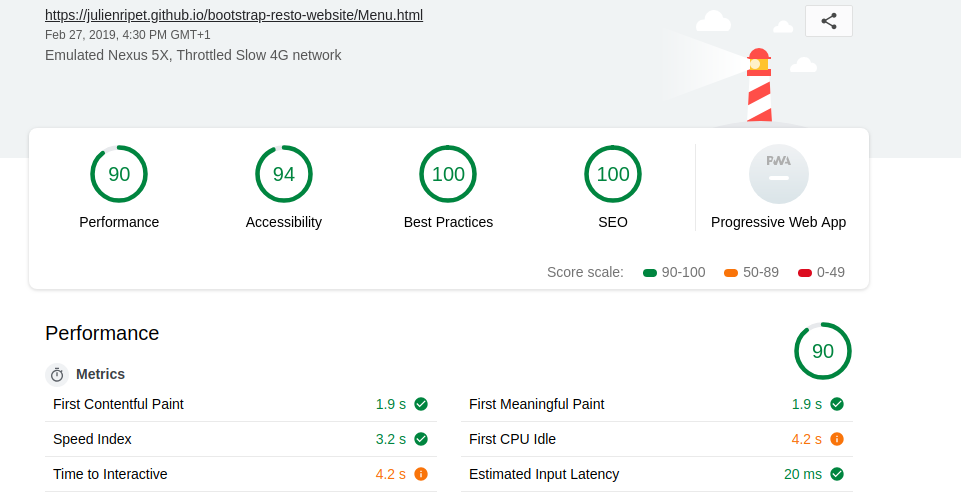 https://julienripet.github.io/bootstrap-resto-website/Menu.html
Feb 27, 2019, 4:30 PM GMT+1
Emulated Nexus 5X, Throttled Slow 4G network
90 94 100 100 PWA
Performance Accessibility Best Practices SEO Progressive Web App
Score scale: 90-100 50-89 0-49
Performance 90
Metrics
First Contentful Paint 1.9 s First Meaningful Paint 1.9 s
Speed Index 3.2 s First CPU Idle 4.2 s
Time to Interactive 4.2 s Estimated Input Latency 20 ms